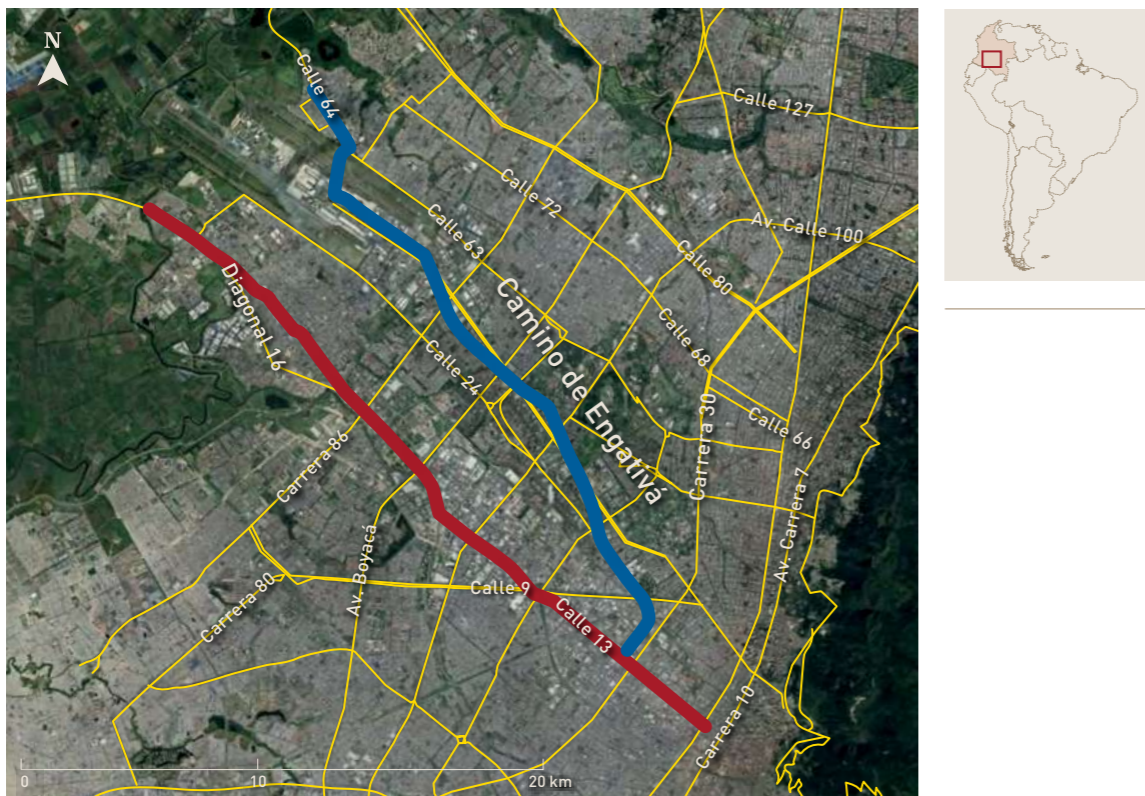 N
Calle 64
Calle 127
Calle 72
Av. Calle 100
Calle 63
Calle 80
Diagonal 16
Camino de Engativá
Calle 68
Calle 24
Calle 66
Carrera 30
Carrera 86
Av. Carrera 7
Av. Boyacá
Calle 9
Carrera 80
Calle 13
Carrera 10
0 10 20 km